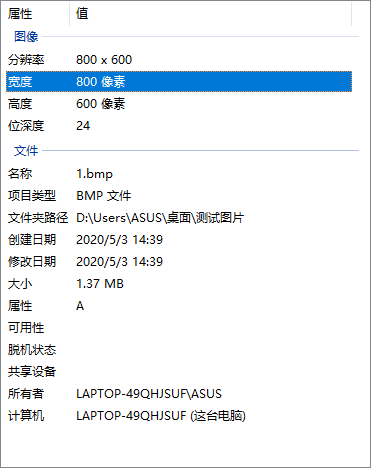 属性 值
图像
分辨率 800 x 600
宽度 800 像素
高度 600 像素
位深度 24
文件
名称 1.bmp
项目类型 BMP 文件
文件夹路径 D:\Users\ASUS\桌面\测试图片
创建日期 2020/5/3 14:39
修改日期 2020/5/3 14:39
大小 1.37 MB
属性 A
可用性
脱机状态
共享设备
所有者 LAPTOP-49QHJSUF\ASUS
计算机 LAPTOP-49QHJSUF (这台电脑)